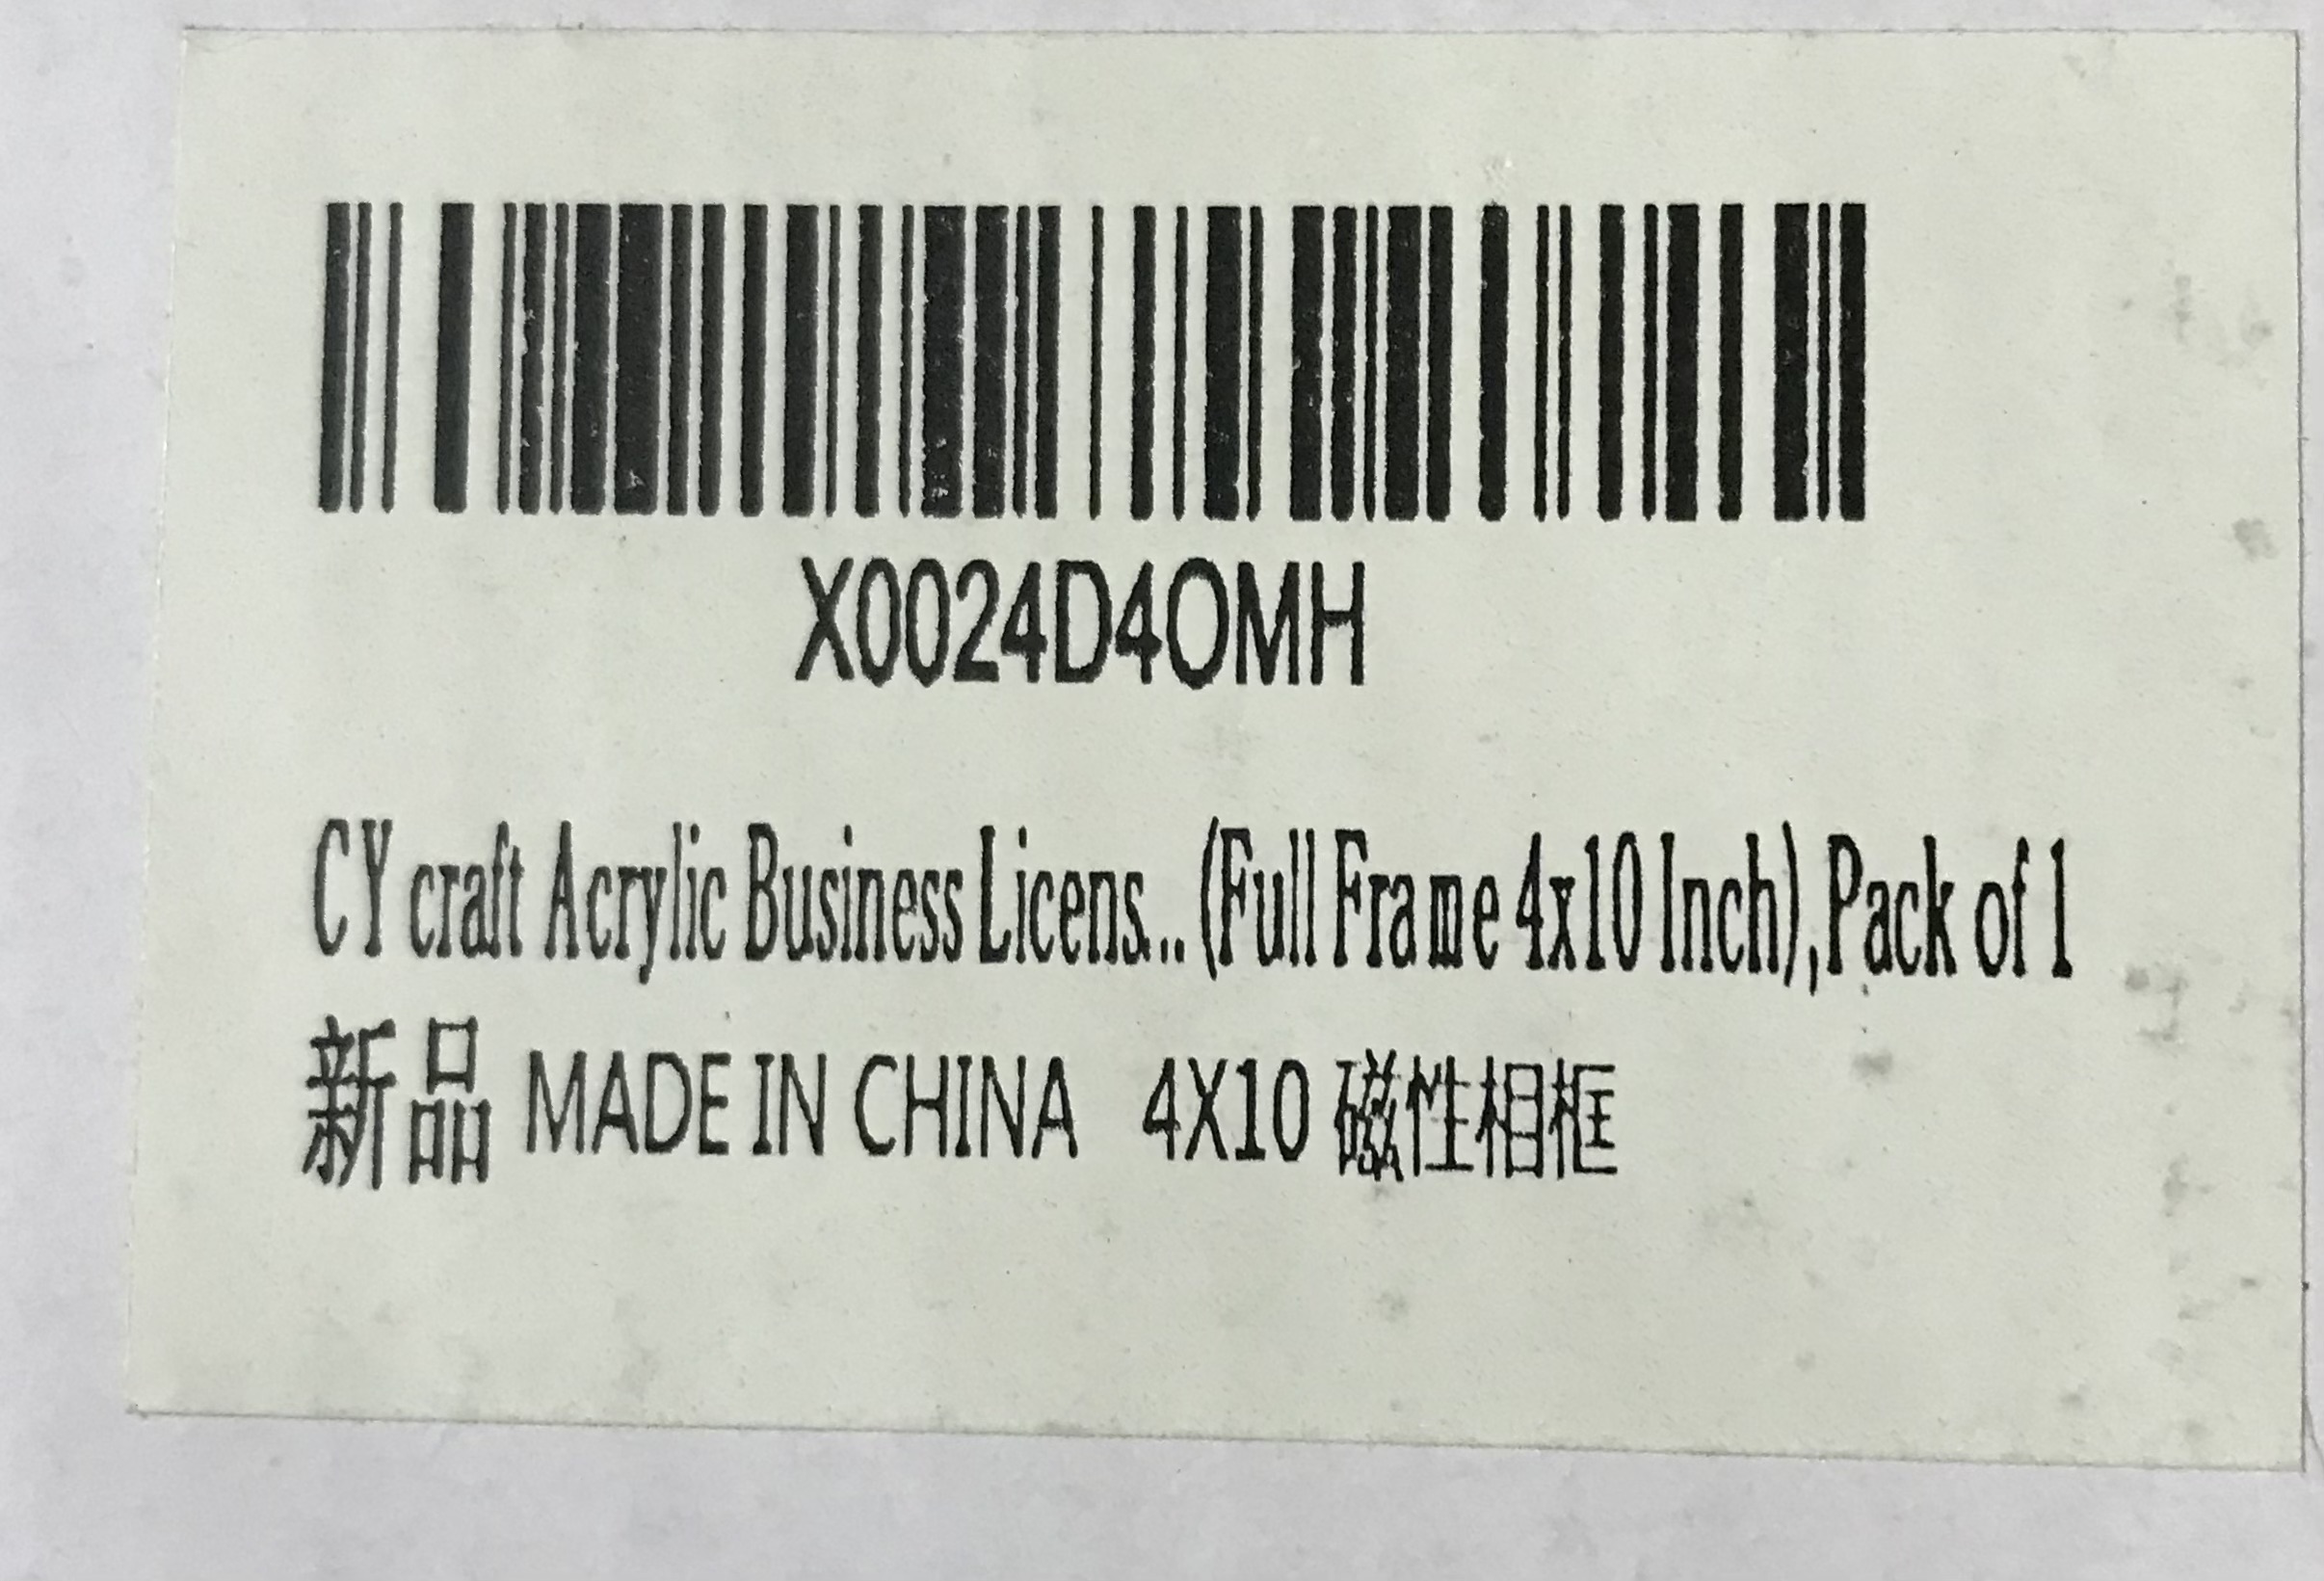 X0024D4OMH
CY craft Acrylic Business Licens... (Full Frame 4x10 Inch),Pack of 1
新品 MADE IN CHINA 4X10 磁性相框